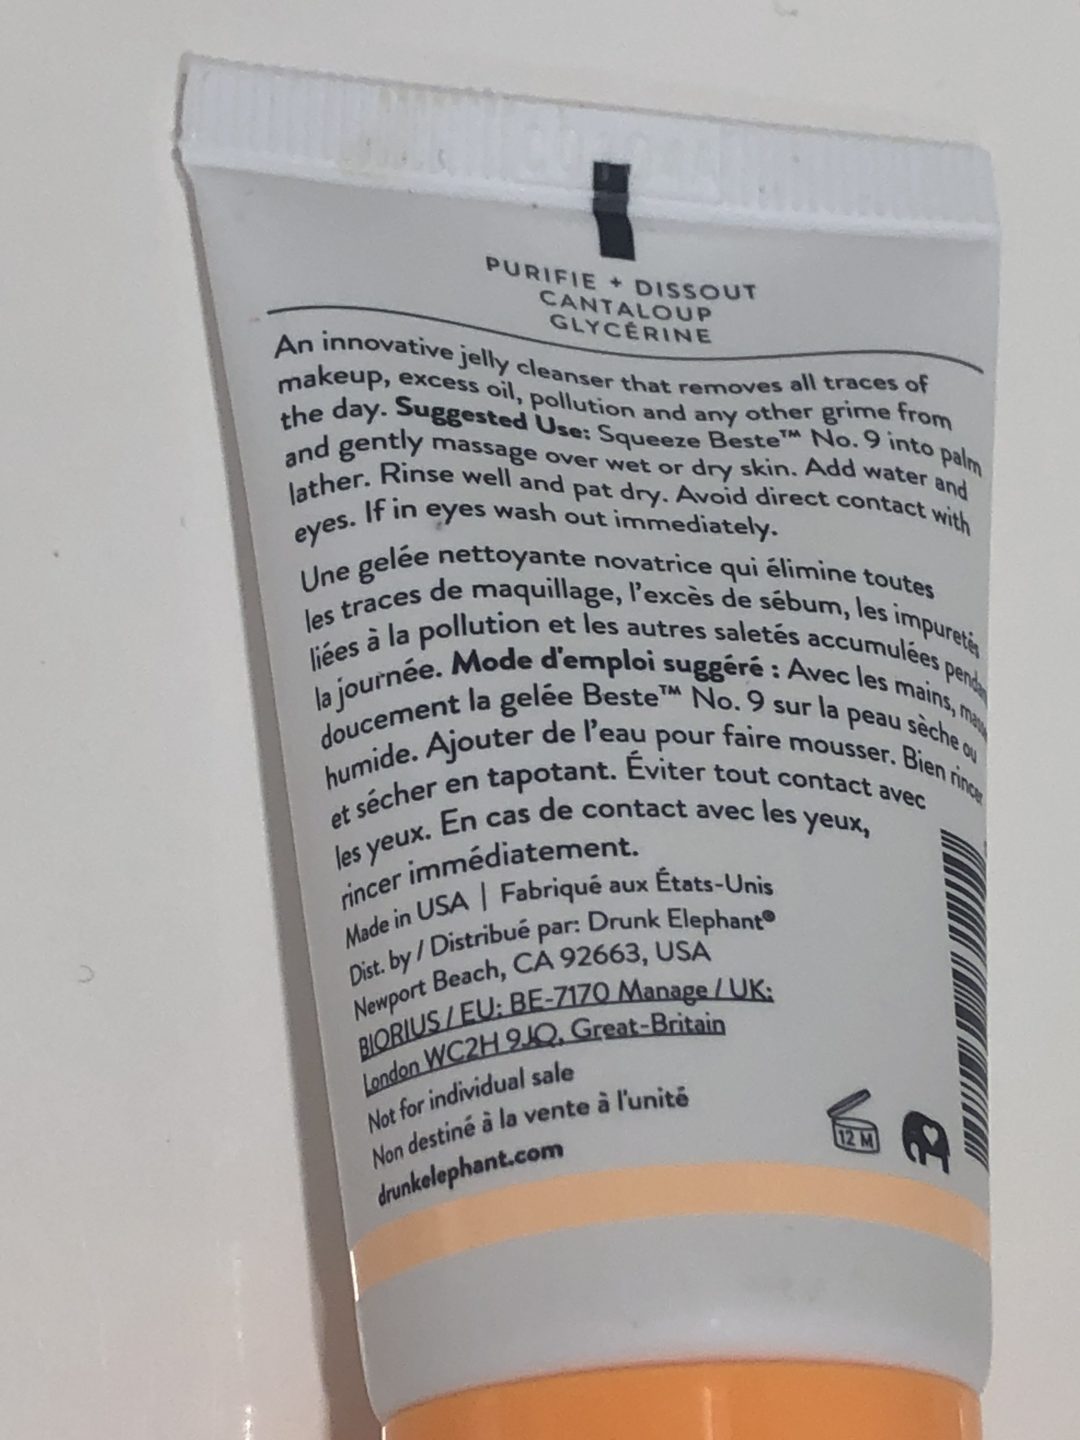 PURIFIE + DISSOUT
CANTALOUP
GLYCÉRINE
An innovative jelly cleanser that removes all traces of
makeup, excess oil, pollution and any other grime from
the day. Suggested Use: Squeeze Beste™ No. 9 into palm
and gently massage over wet or dry skin. Add water and
lather. Rinse well and pat dry. Avoid direct contact with
eyes. If in eyes wash out immediately.
Une gelée nettoyante novatrice qui élimine toutes
les traces de maquillage, l'excès de sébum, les impuretés
liées à la pollution et les autres saletés accumulées
la journée. Mode d'emploi suggéré : Avec les mains,
doucement la gelée Beste™ No. 9 sur la peau sèche ou
humide. Ajouter de l'eau pour faire mousser. Bien rincer
et sécher en tapotant. Éviter tout contact avec
les yeux. En cas de contact avec les yeux,
rincer immédiatement.
Made in USA | Fabriqué aux États-Unis
Dist. by / Distribué par: Drunk Elephant®
Newport Beach, CA 92663, USA
BIORIUS / EU: BE-7170 Manage / UK:
London WC2H 9JQ, Great-Britain
Not for individual sale
Non destiné à la vente à l'unité
drunkelephant.com
12 M